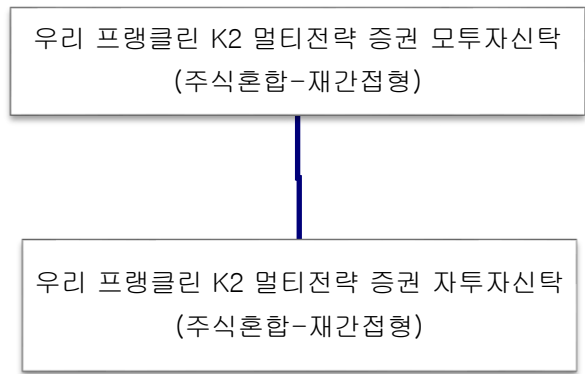 우리 프랭클린 K2 멀티전략 증권 모투자신탁
(주식혼합-재간접형)
우리 프랭클린 K2 멀티전략 증권 자투자신탁
(주식혼합-재간접형)